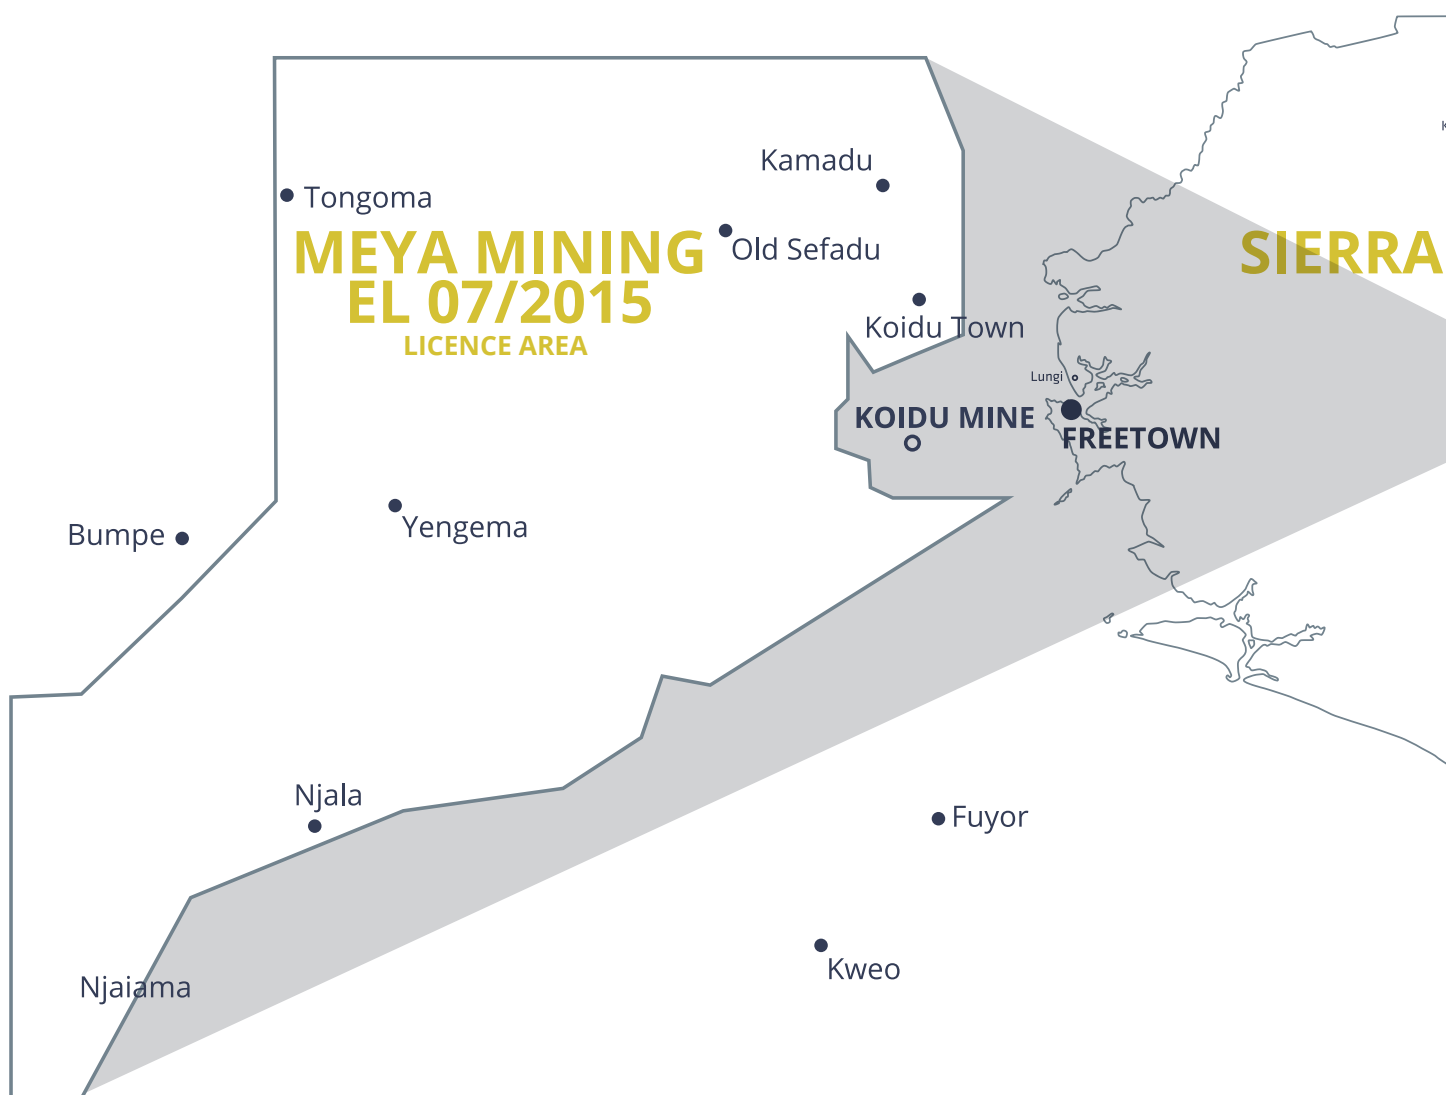 Kamadu
Tongoma
MEYA MINING
Old Sefadu
SIERRA
EL 07/2015
Koidu Town
LICENCE AREA
Lungi
KOIDU MINE
FREETOWN
Yengema
Bumpe
Njala
Fuyor
Kweo
Njaiama